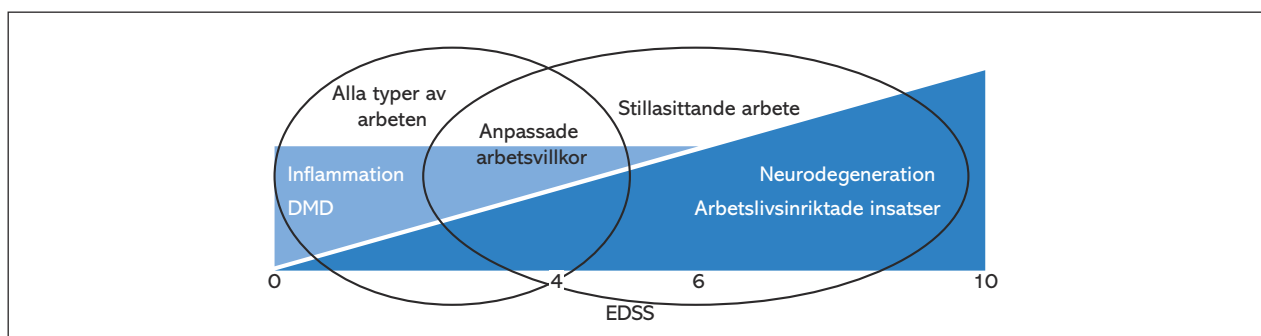 Alla typer av
arbeten
Stillasittande arbete
Anpassade
arbetsvillkor
Inflammation
DMD
Neurodegeneration
Arbetslivsinriktade insatser
0
4
6
10
EDSS